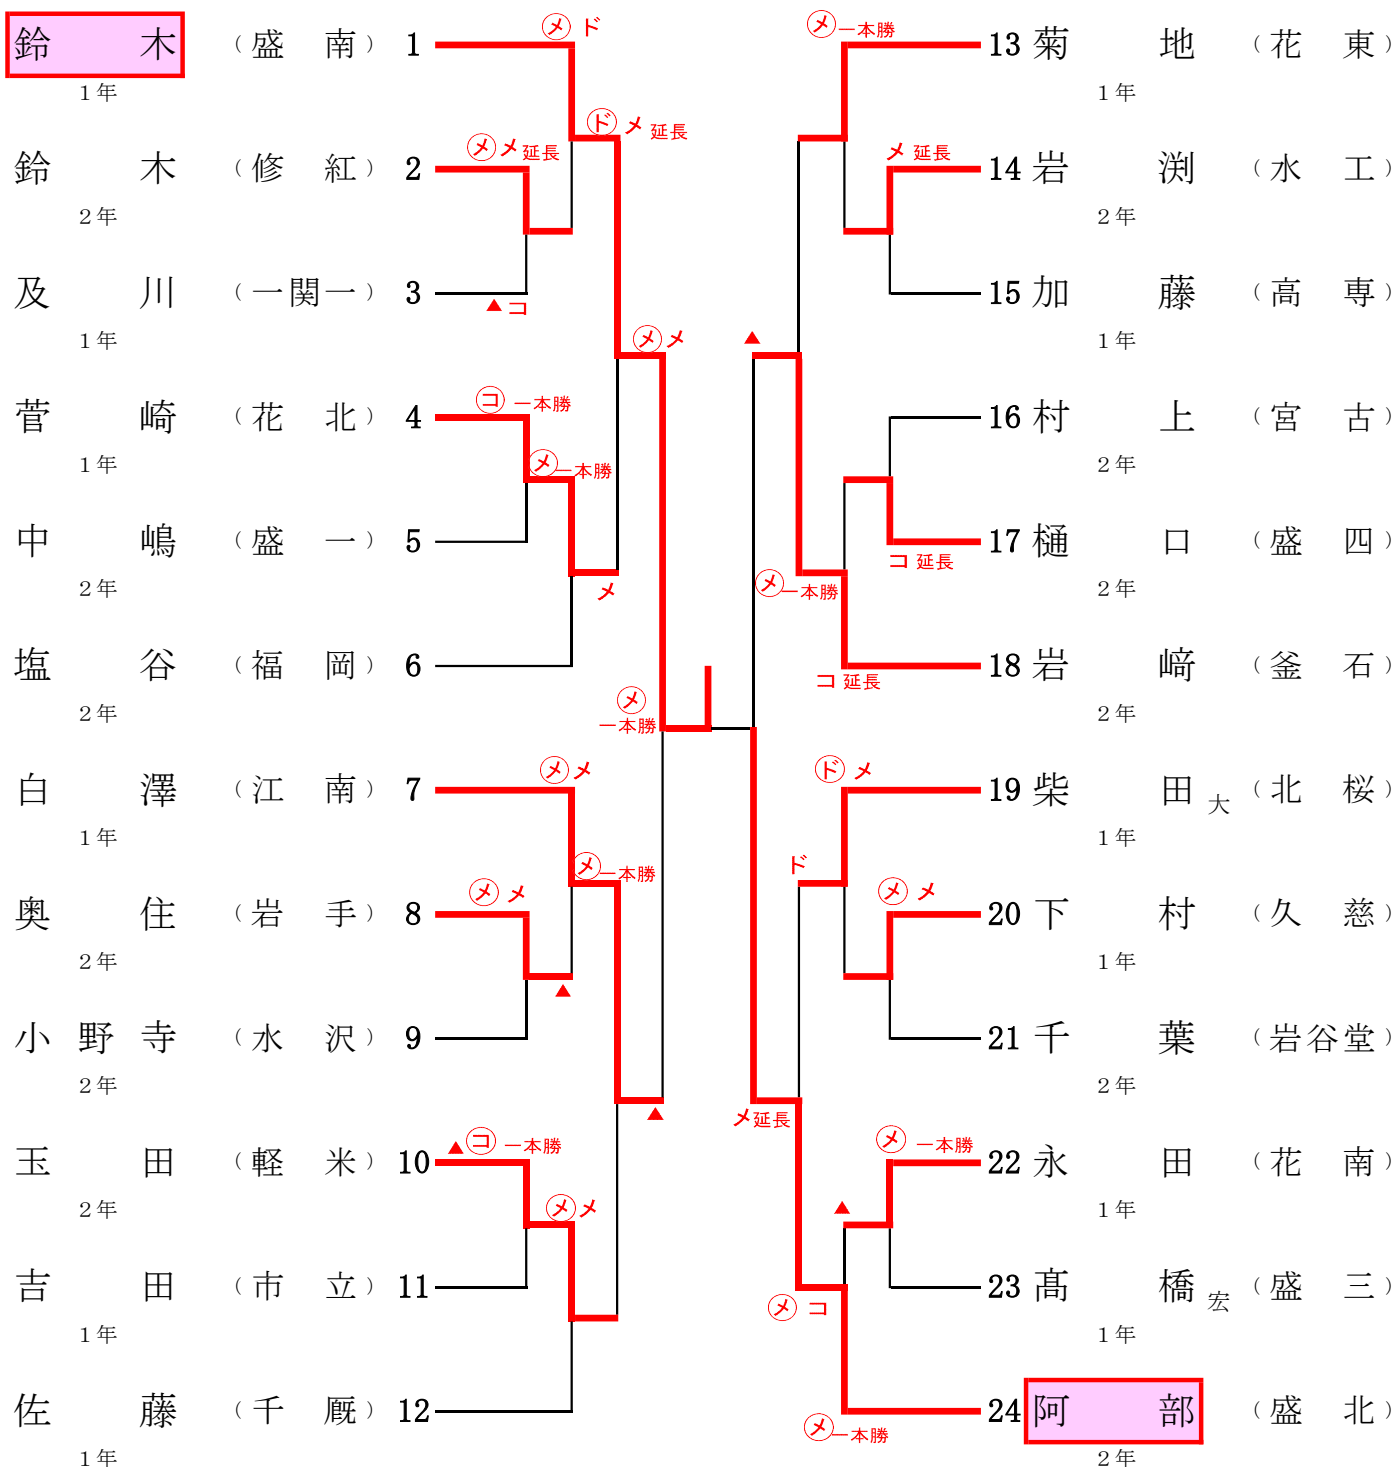 鈴木 （盛南） 1
1年
鈴木 （修紅） 2
2年
及川 （一関一） 3
1年
菅崎 （花北） 4
1年
中嶋 （盛一） 5
2年
塩谷 （福岡） 6
2年
白澤 （江南） 7
1年
奥住 （岩手） 8
2年
小野寺 （水沢） 9
2年
玉田 （軽米） 10
2年
吉田 （市立） 11
1年
佐藤 （千厩） 12
1年
メド
ドメ延長
メメ延長
▲コ
メメ
コ一本勝
メ一本勝
メ
メ
一本勝
メメ
メ一本勝
メメ
▲
▲
▲コ一本勝
メメ
メ一本勝
メ延長
▲
コ延長
メ一本勝
コ延長
ドメ
ド
メメ
メ延長
メ一本勝
▲
メコ
メ一本勝
13 菊地 （花東）
1年
14 岩渕 （水工）
2年
15 加藤 （高専）
1年
16 村上 （宮古）
2年
17 樋口 （盛四）
2年
18 岩﨑 （釜石）
2年
19 柴田大 （北桜）
1年
20 下村 （久慈）
1年
21 千葉 （岩谷堂）
2年
22 永田 （花南）
1年
23 髙橋宏 （盛三）
1年
24 阿部 （盛北）
2年